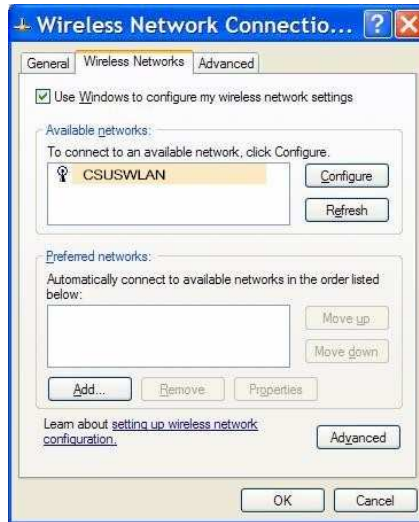 Wireless Network Connectio... ? X
General Wireless Networks Advanced
Use Windows to configure my wireless network settings
Available networks:
To connect to an available network, click Configure.
CSUSWLAN
Configure
Refresh
Preferred networks:
Automatically connect to available networks in the order listed
below:
Move up
Move down
Add... Remove Properties
Learn about setting up wireless network
configuration.
Advanced
OK Cancel